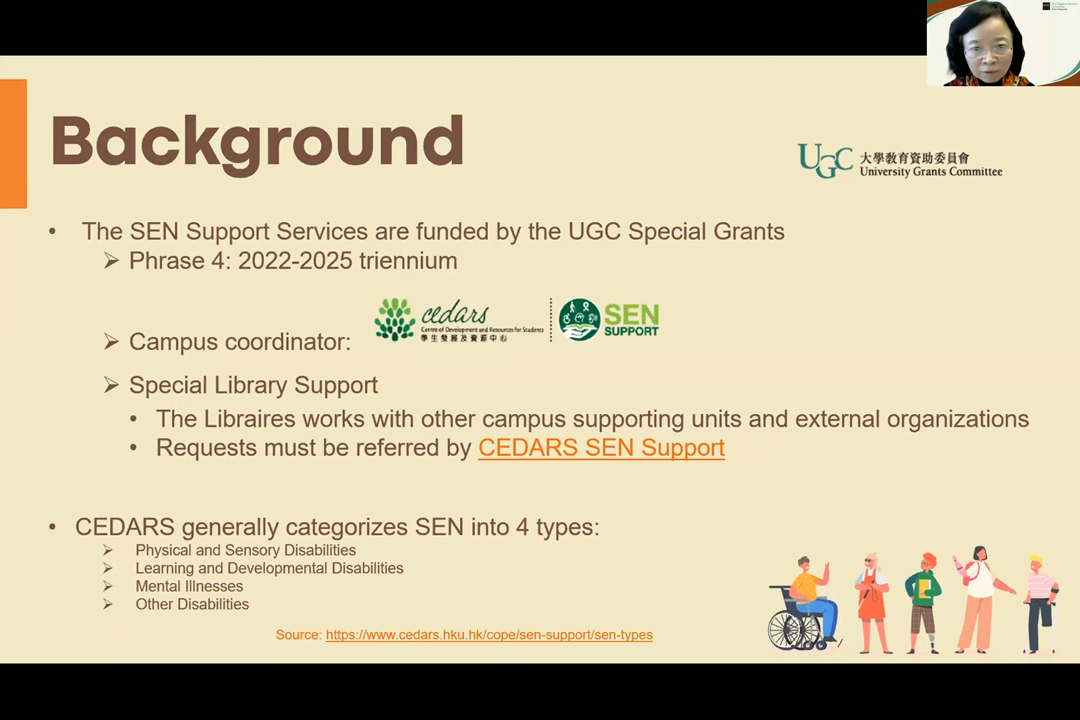 Background
UGC 大學教育資助委員會
University Grants Committee
• The SEN Support Services are funded by the UGC Special Grants
➢ Phrase 4: 2022-2025 triennium
cedars
Centre of Development and Resources for Students
學生發展及資源中心
SEN
SUPPORT
➢ Campus coordinator:
➢ Special Library Support
• The Libraires works with other campus supporting units and external organizations
• Requests must be referred by CEDARS SEN Support
• CEDARS generally categorizes SEN into 4 types:
➢ Physical and Sensory Disabilities
➢ Learning and Developmental Disabilities
➢ Mental Illnesses
➢ Other Disabilities
Source: https://www.cedars.hku.hk/cope/sen-support/sen-types